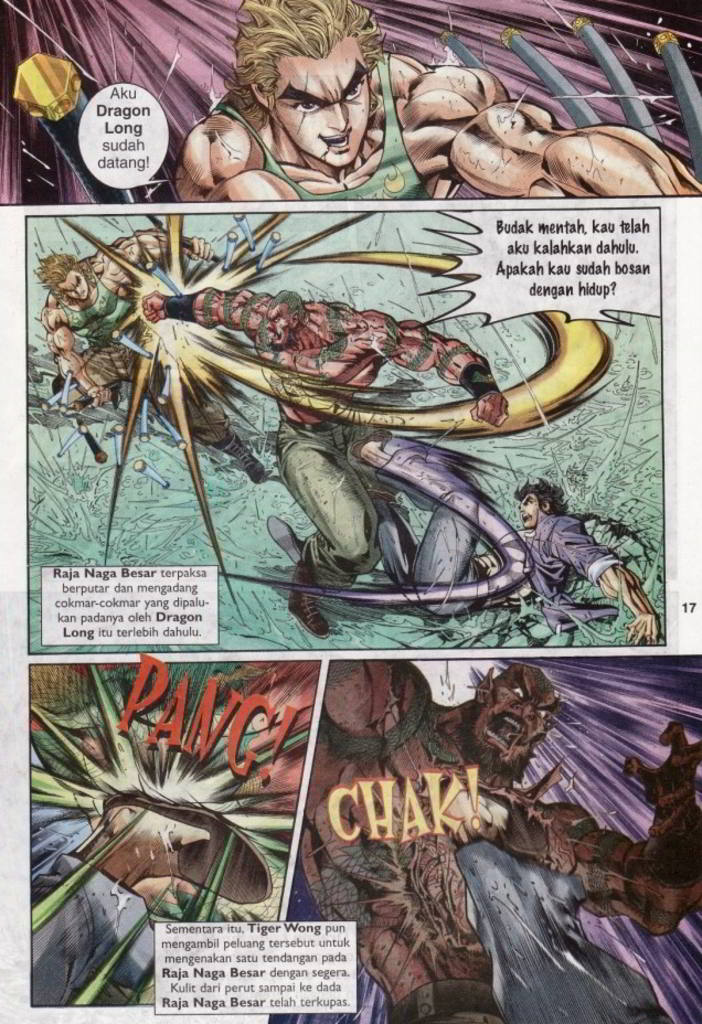 Aku
Dragon
Long
sudah
datang!
Budak mentah, kau telah
aku kalahkan dahulu.
Apakah kau sudah bosan
dengan hidup?
Raja Naga Besar terpaksa
berputar dan mengadang
cokmar-cokmar yang dipalu-
kan padanya oleh Dragon
Long itu terlebih dahulu.
17
PANG!
CHAK!
Sementara itu, Tiger Wong pun
mengambil peluang tersebut untuk
mengenakan satu tendangan pada
Raja Naga Besar dengan segera.
Kulit dari perut sampai ke dada
Raja Naga Besar telah terkupas.